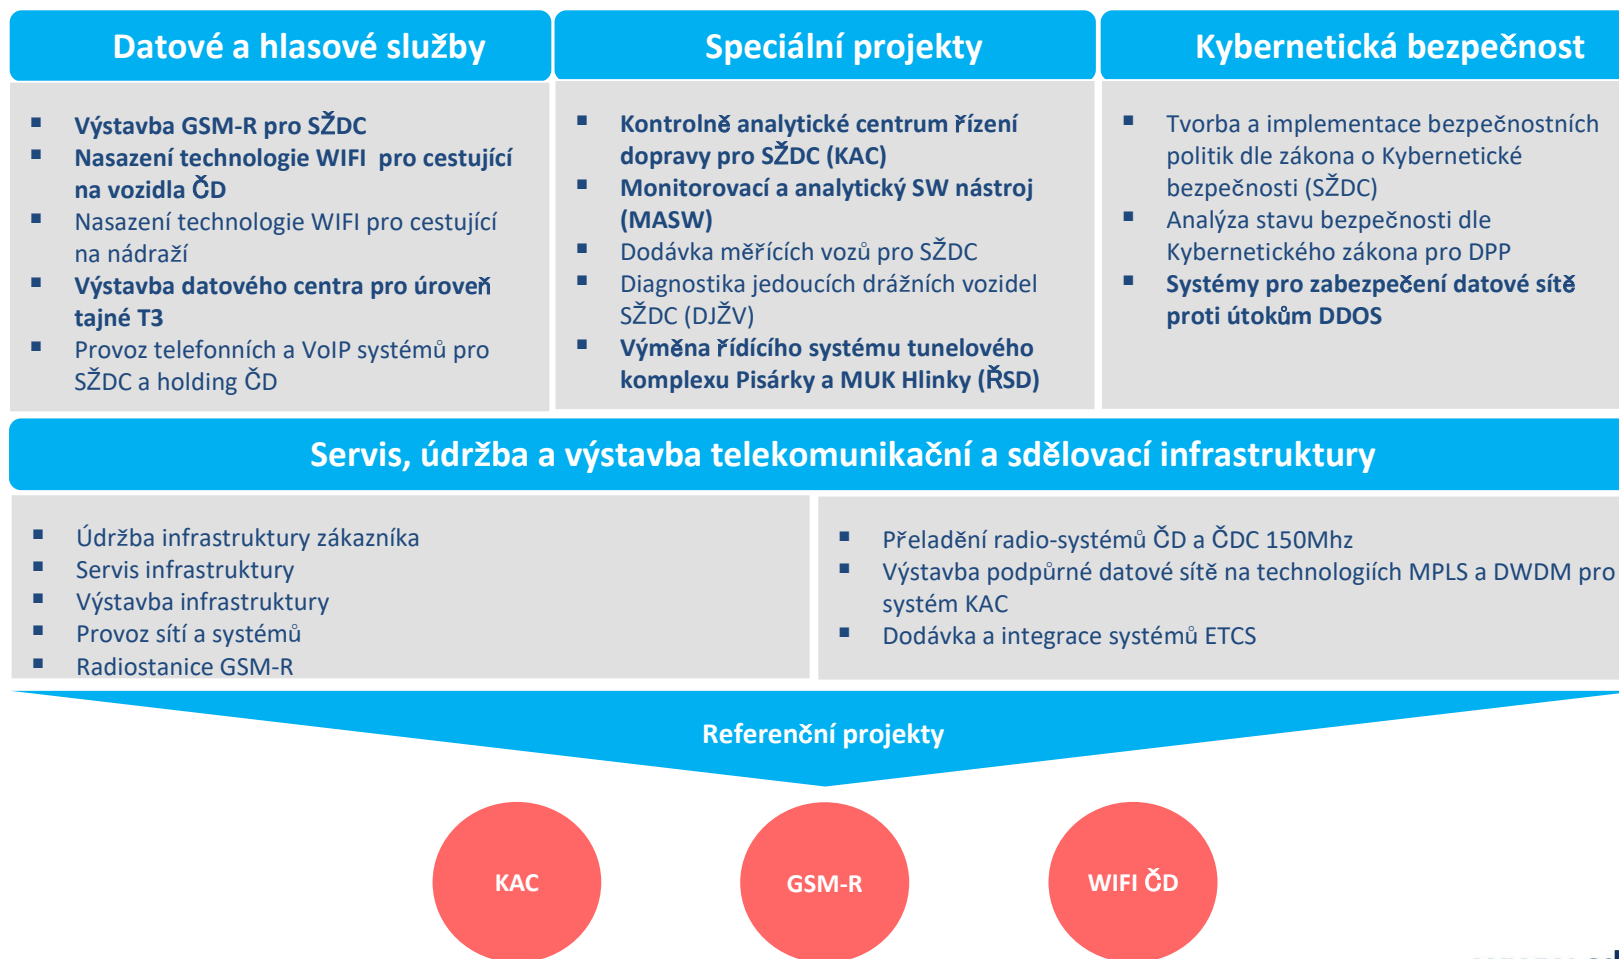 Datové a hlasové služby
Výstavba GSM-R pro SŽDC
Nasazení technologie WIFI pro cestující
na vozidla ČD
Nasazení technologie WIFI pro cestující
na nádraží
Výstavba datového centra pro úroveň
tajné T3
Provoz telefonních a VoIP systémů pro
SŽDC a holding ČD
Speciální projekty
Kontrolně analytické centrum řízení
dopravy pro SŽDC (KAC)
Monitorovací a analytický SW nástroj
(MASW)
Dodávka měřících vozů pro SŽDC
Diagnostika jedoucích drážních vozidel
SŽDC (DJŽV)
Výměna řídícího systému tunelového
komplexu Pisárky a MUK Hlinky (ŘSD)
Kybernetická bezpečnost
Tvorba a implementace bezpečnostních
politik dle zákona o Kybernetické
bezpečnosti (SŽDC)
Analýza stavu bezpečnosti dle
Kybernetického zákona pro DPP
Systémy pro zabezpečení datové sítě
proti útokům DDOS
Servis, údržba a výstavba telekomunikační a sdělovací infrastruktury
Údržba infrastruktury zákazníka
Servis infrastruktury
Výstavba infrastruktury
Provoz sítí a systémů
Radiostanice GSM-R
Přeladění radio-systémů ČD a ČDC 150Mhz
Výstavba podpůrné datové sítě na technologiích MPLS a DWDM pro
systém KAC
Dodávka a integrace systémů ETCS
Referenční projekty
KAC
GSM-R
WIFI ČD